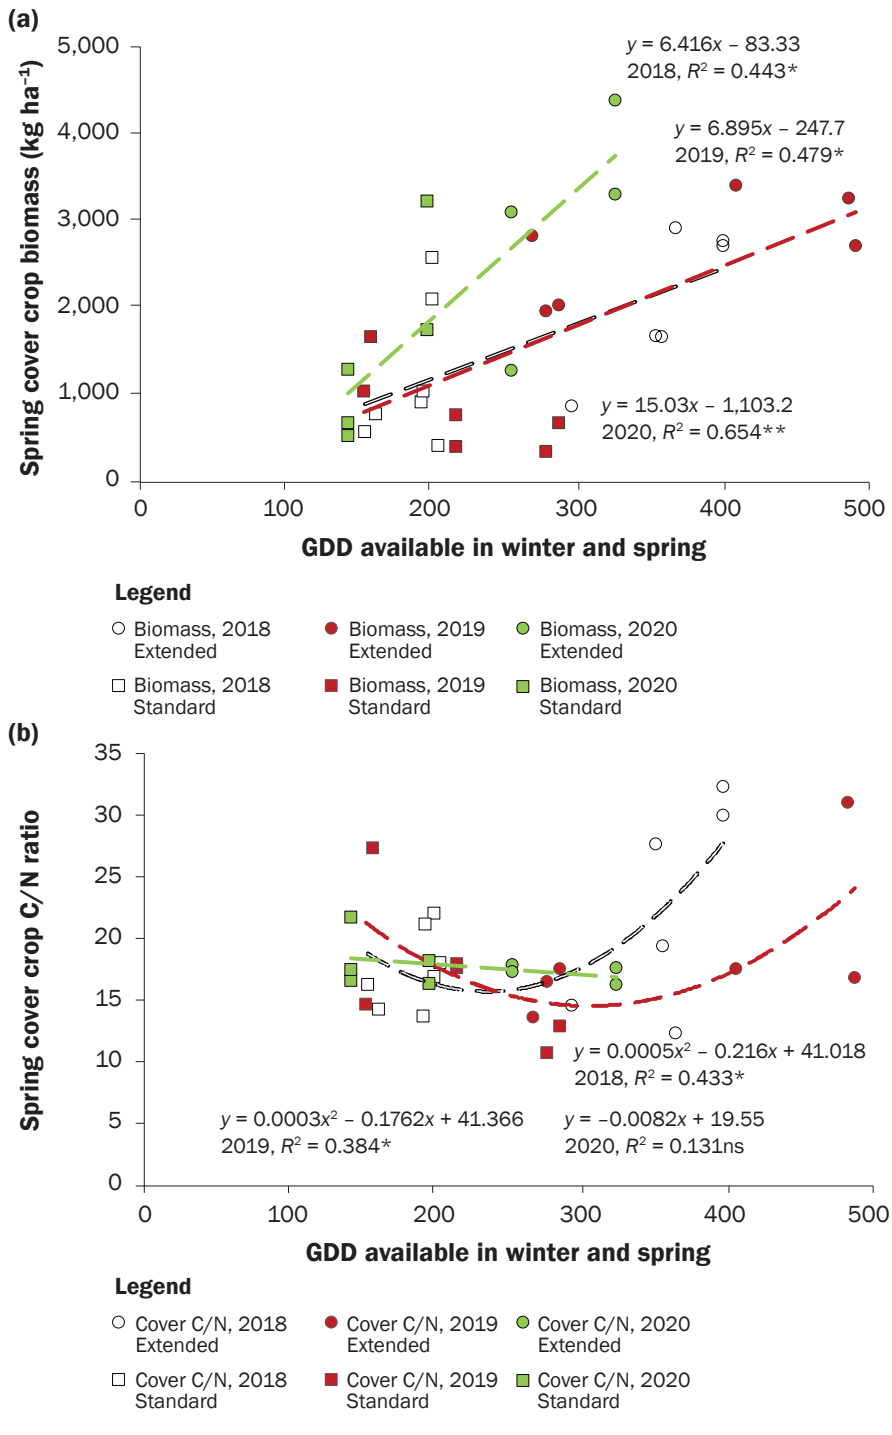 (a)
Spring cover crop biomass (kg ha⁻¹)
5,000
4,000
3,000
2,000
1,000
0
y = 6.416x – 83.33
2018, R² = 0.443*
y = 6.895x – 247.7
2019, R² = 0.479*
y = 15.03x – 1,103.2
2020, R² = 0.654**
0 100 200 300 400 500
GDD available in winter and spring
Legend
Biomass, 2018 Biomass, 2019 Biomass, 2020
Extended Extended Extended
Biomass, 2018 Biomass, 2019 Biomass, 2020
Standard Standard Standard
(b)
Spring cover crop C/N ratio
35
30
25
20
15
10
5
0
y = 0.0005x² – 0.216x + 41.018
2018, R² = 0.433*
y = 0.0003x² – 0.1762x + 41.366 y = –0.0082x + 19.55
2019, R² = 0.384* 2020, R² = 0.131ns
0 100 200 300 400 500
GDD available in winter and spring
Legend
Cover C/N, 2018 Cover C/N, 2019 Cover C/N, 2020
Extended Extended Extended
Cover C/N, 2018 Cover C/N, 2019 Cover C/N, 2020
Standard Standard Standard